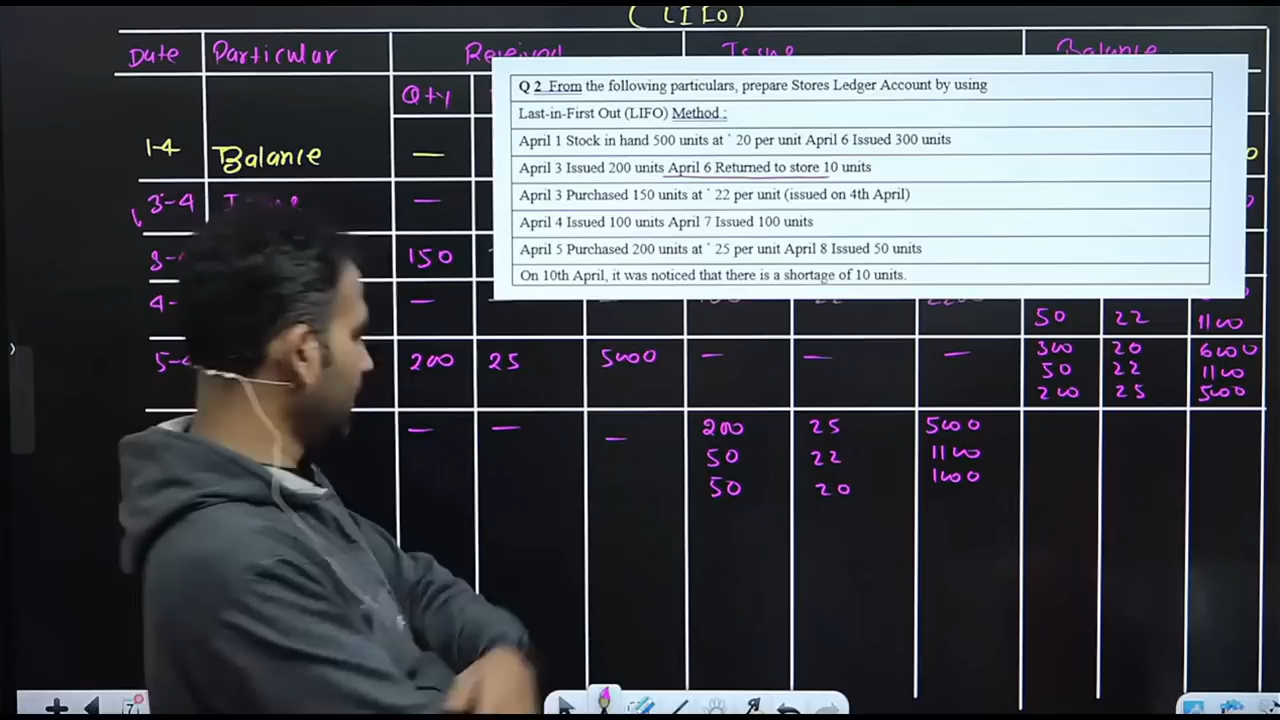 (LIFO)
Date Particular Received Issue Balance
Qty
1-4 Balance —
3-4 Issue —
150
4- —
50 22 1100
5- 200 25 5000 — — — 300 20 6000
50 22 1100
200 25 5000
— — — 200 25 5000
50 22 1100
50 20 1000
Q 2 From the following particulars, prepare Stores Ledger Account by using
Last-in-First Out (LIFO) Method :
April 1 Stock in hand 500 units at ` 20 per unit April 6 Issued 300 units
April 3 Issued 200 units April 6 Returned to store 10 units
April 3 Purchased 150 units at ` 22 per unit (issued on 4th April)
April 4 Issued 100 units April 7 Issued 100 units
April 5 Purchased 200 units at ` 25 per unit April 8 Issued 50 units
On 10th April, it was noticed that there is a shortage of 10 units.